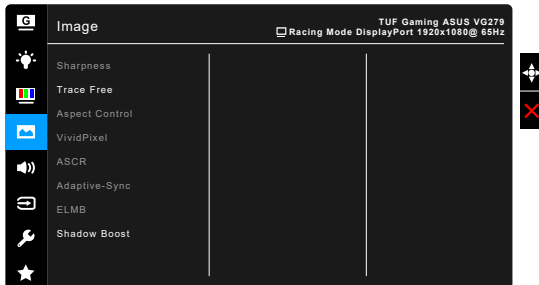 G
Image
TUF Gaming ASUS VG279
Racing Mode DisplayPort 1920x1080@ 65Hz
Sharpness
Trace Free
Aspect Control
VividPixel
ASCR
Adaptive-Sync
ELMB
Shadow Boost